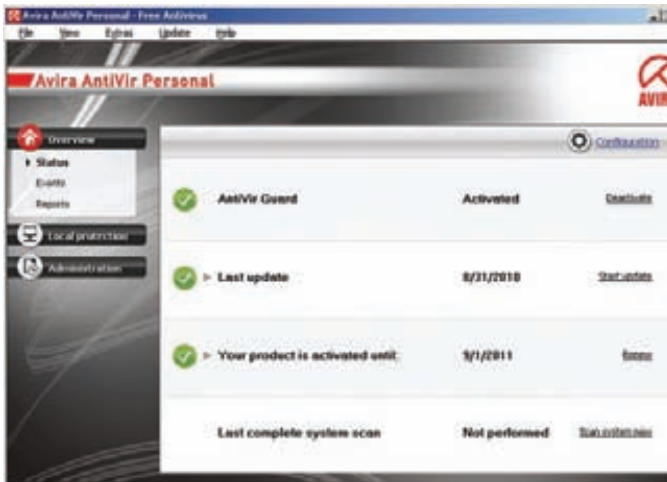 Avira AntiVir Personal - Free Antivirus
File View Extras Update Help
Avira AntiVir Personal
AVIR
Overview
Configuration
Status
Events
Reports
Local protection
Administration
AntiVir Guard Activated Deactivate
Last update 8/31/2010 Start update
Your product is activated until: 9/1/2011 Renew
Last complete system scan Not performed Scan system now